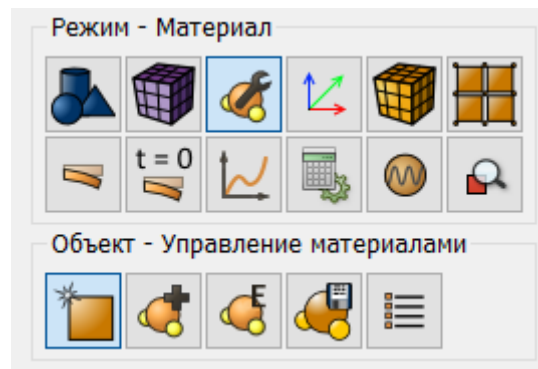 Режим - Материал
t = 0
Объект - Управление материалами
E